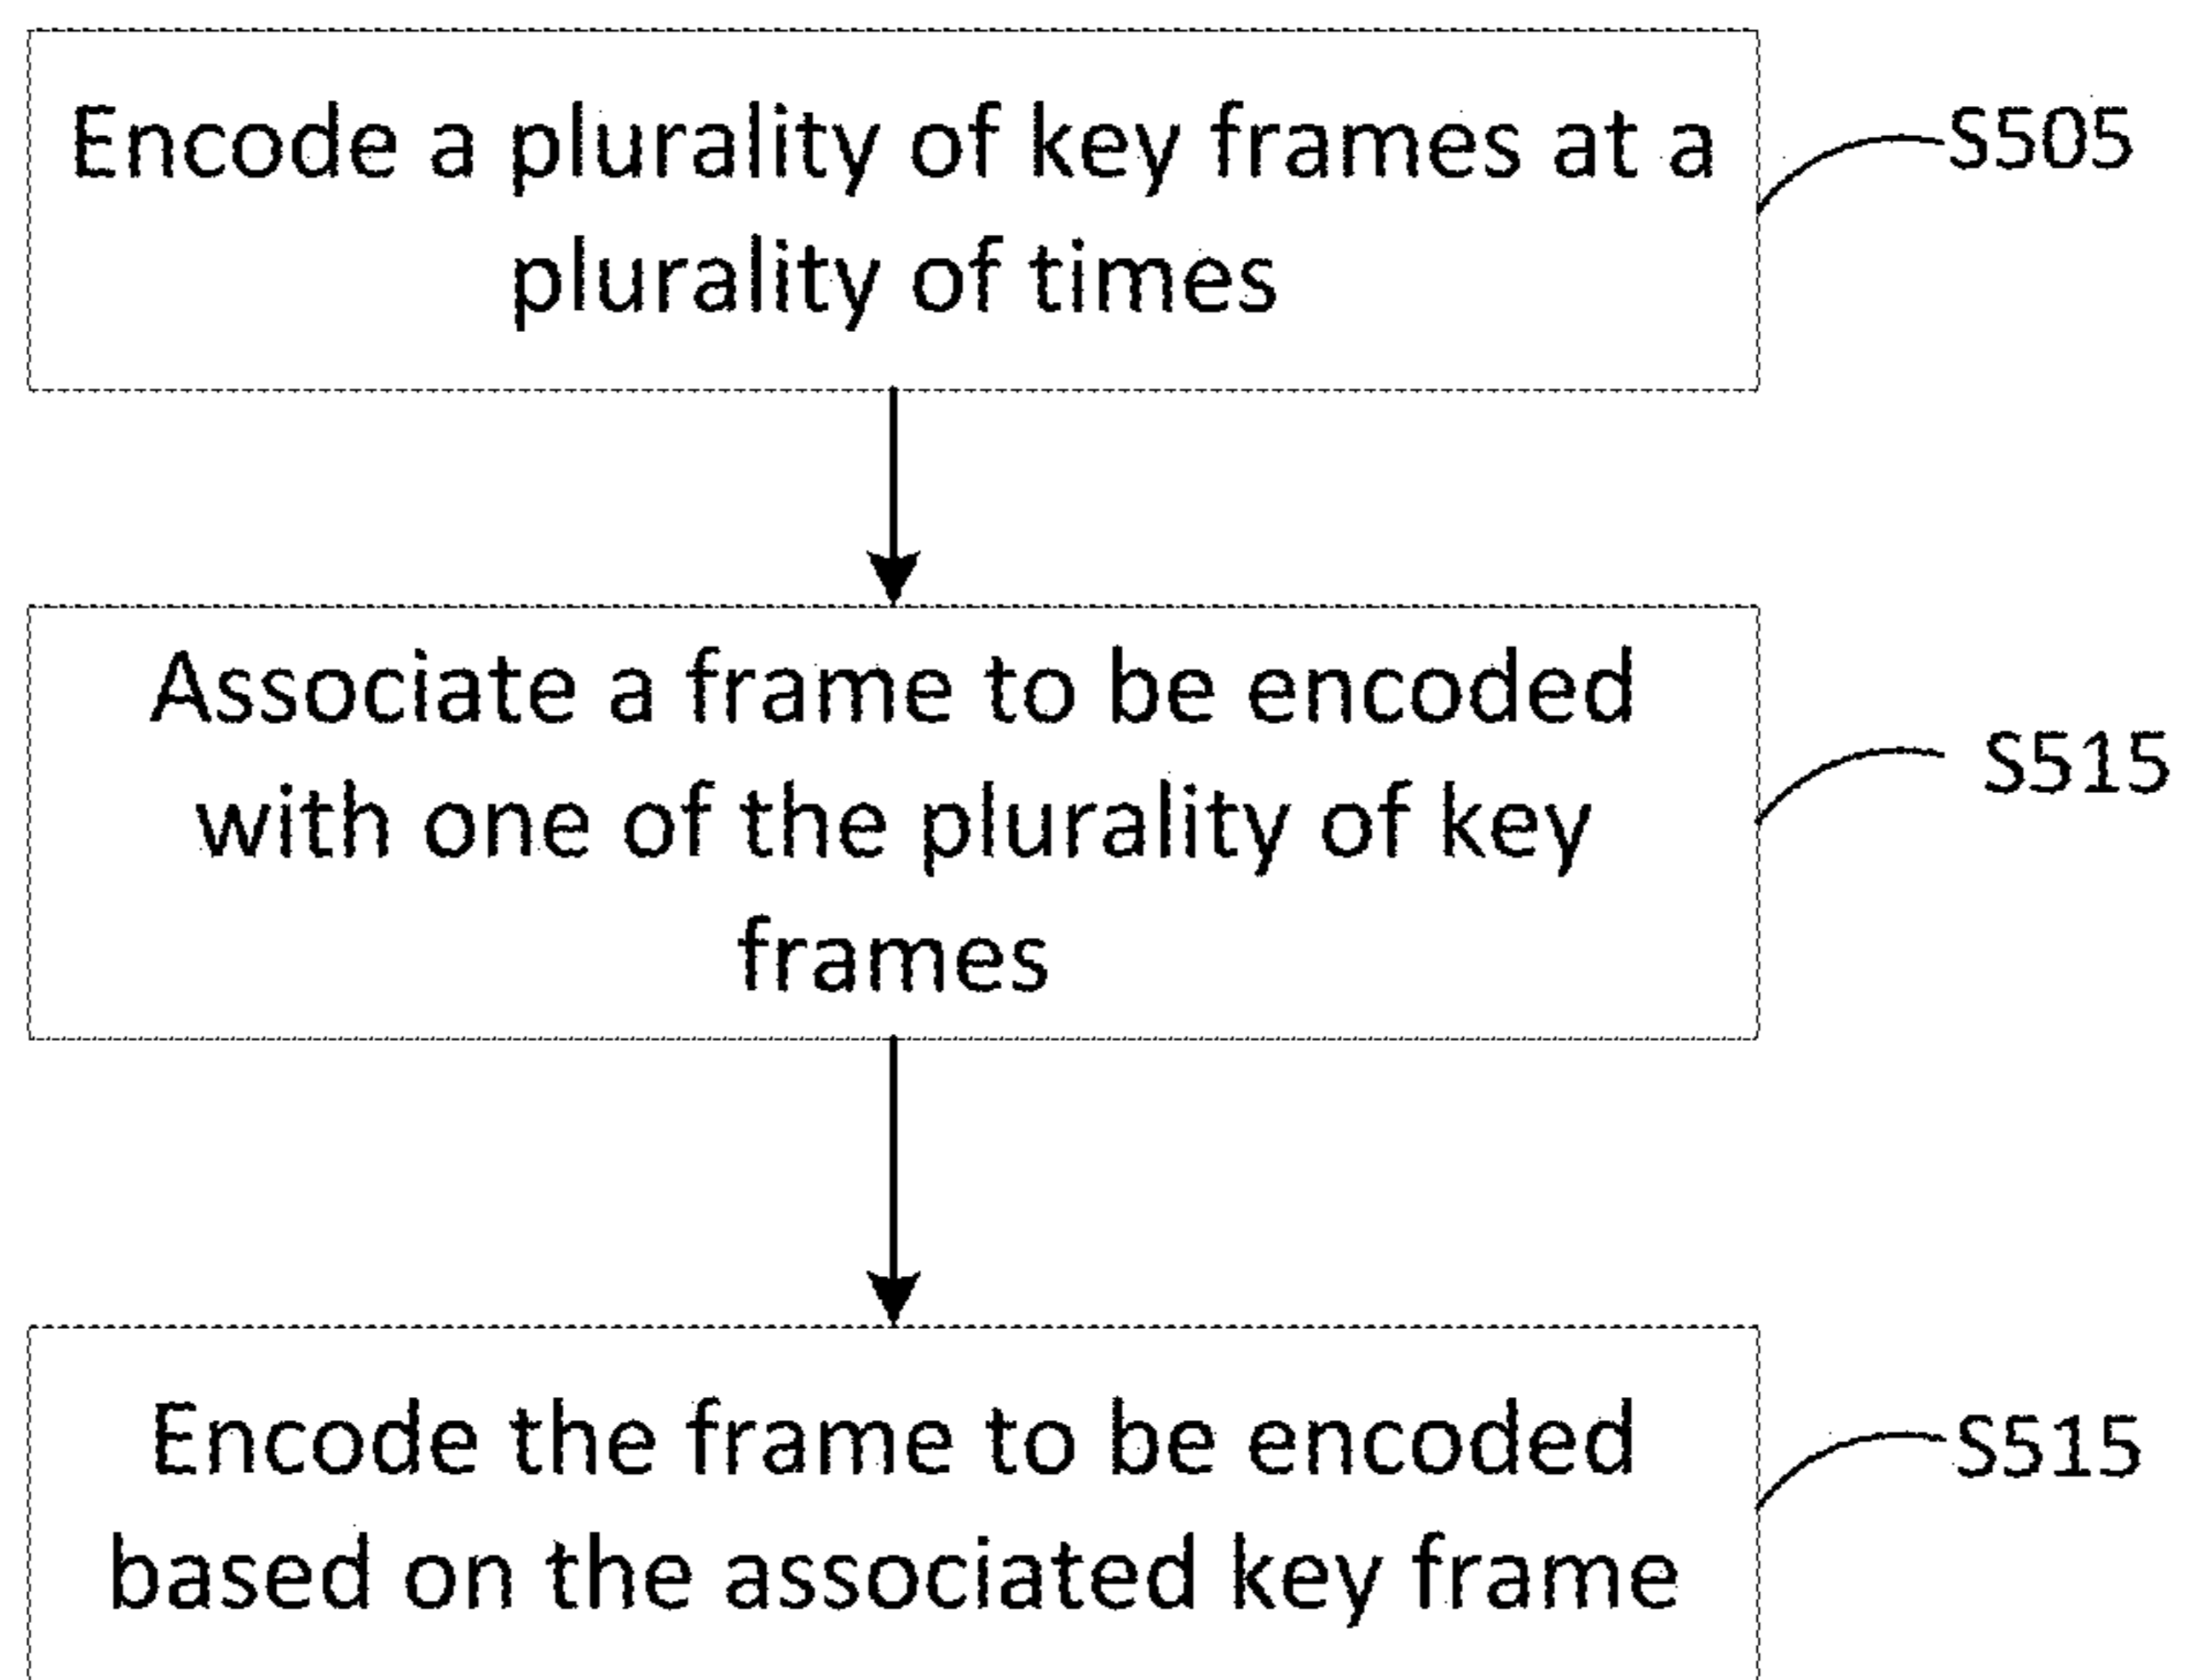 Encode a plurality of key frames at a
plurality of times
S505
Associate a frame to be encoded
with one of the plurality of key
frames
S515
Encode the frame to be encoded
based on the associated key frame
S515